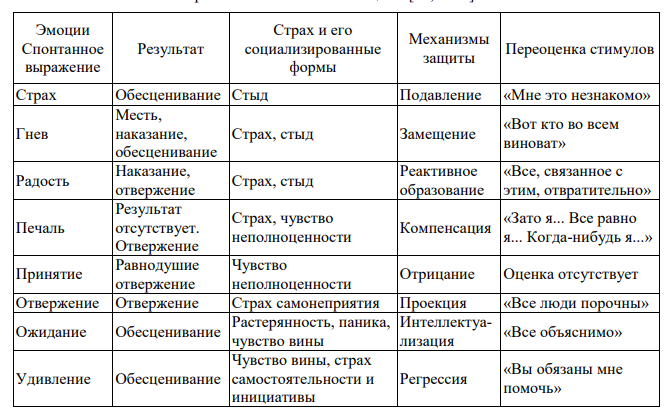 Эмоции Спонтанное выражение | Результат | Страх и его социализированные формы | Механизмы защиты | Переоценка стимулов
Страх | Обесценивание | Стыд | Подавление | «Мне это незнакомо»
Гнев | Месть, наказание, обесценивание | Страх, стыд | Замещение | «Вот кто во всем виноват»
Радость | Наказание, отвержение | Страх, стыд | Реактивное образование | «Все, связанное с этим, отвратительно»
Печаль | Результат отсутствует. Отвержение | Страх, чувство неполноценности | Компенсация | «Зато я... Все равно я... Когда-нибудь я...»
Принятие | Равнодушие отвержение | Чувство неполноценности | Отрицание | Оценка отсутствует
Отвержение | Отвержение | Страх самонеприятия | Проекция | «Все люди порочны»
Ожидание | Обесценивание | Растерянность, паника, чувство вины | Интеллектуа-лизация | «Все объяснимо»
Удивление | Обесценивание | Чувство вины, страх самостоятельности и инициативы | Регрессия | «Вы обязаны мне помочь»